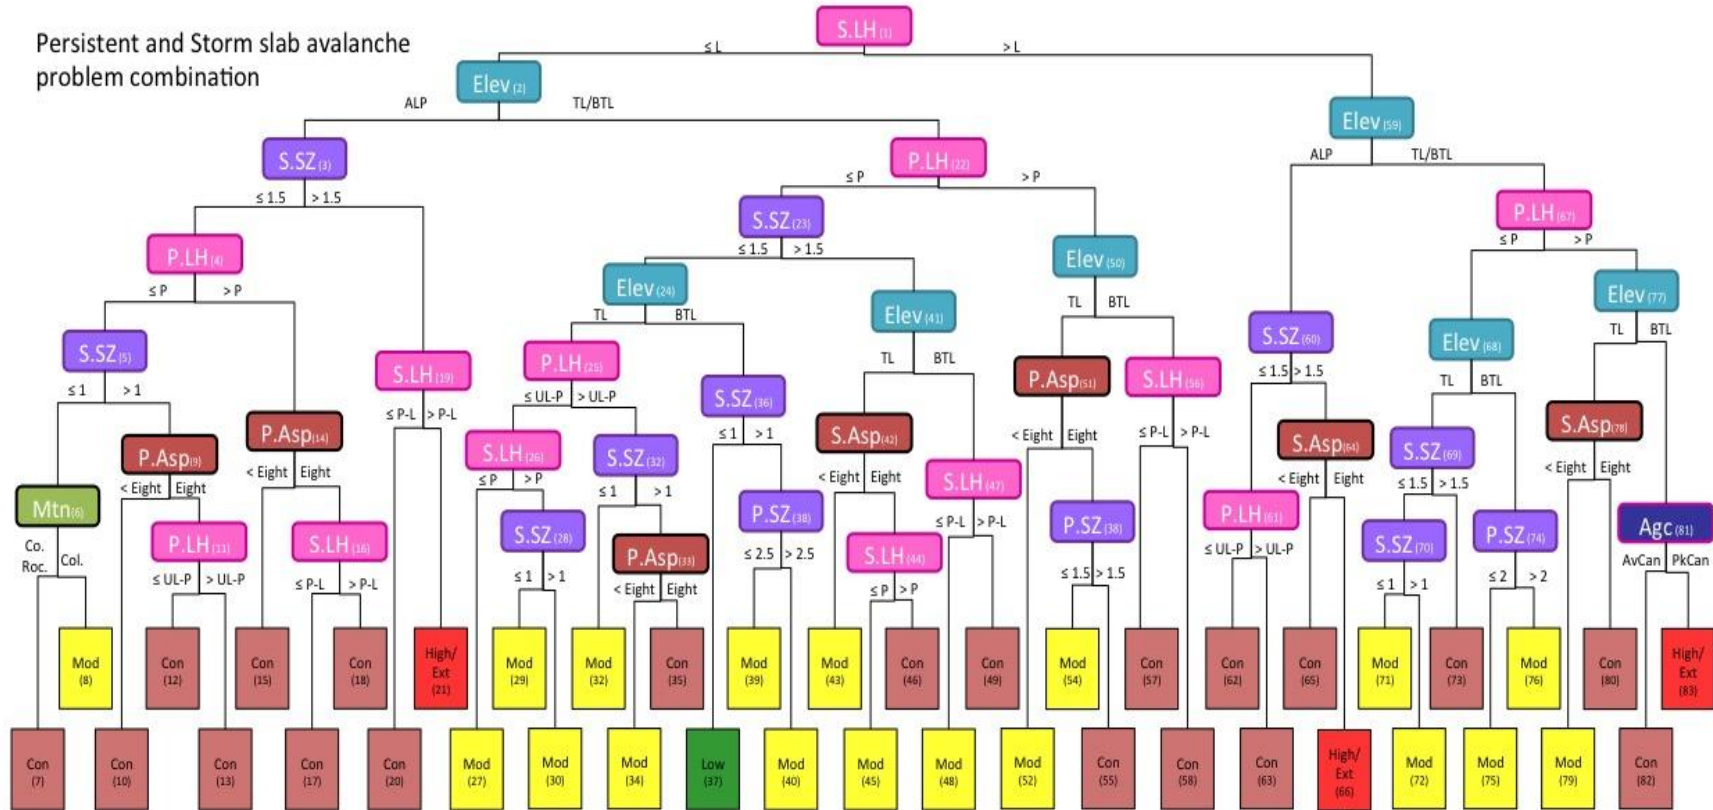 Persistent and Storm slab avalanche
problem combination
S.LH (1)
≤ L > L
Elev (2)
ALP TL/BTL
Elev (59)
ALP TL/BTL
S.SZ (3)
≤ 1.5 > 1.5
P.LH (22)
≤ P > P
P.LH (67)
≤ P > P
S.SZ (23)
≤ 1.5 > 1.5
P.LH (4)
≤ P > P
Elev (50)
TL BTL
Elev (24)
TL BTL
Elev (77)
TL BTL
Elev (41)
TL BTL
S.SZ (5)
≤ 1 > 1
S.SZ (60)
≤ 1.5 > 1.5
Elev (68)
TL BTL
S.LH (19)
≤ P-L > P-L
P.LH (25)
≤ UL-P > UL-P
P.Asp (51)
< Eight Eight
S.LH (56)
≤ P-L > P-L
S.SZ (36)
≤ 1 > 1
P.Asp (14)
< Eight Eight
S.Asp (42)
< Eight Eight
S.Asp (78)
< Eight Eight
P.Asp (9)
< Eight Eight
S.LH (26)
≤ P > P
S.SZ (32)
≤ 1 > 1
S.Asp (64)
< Eight Eight
S.SZ (69)
≤ 1.5 > 1.5
S.LH (47)
≤ P-L > P-L
Mtn (6)
Co.
Roc. Col.
P.SZ (38)
≤ 2.5 > 2.5
P.SZ (38)
≤ 1.5 > 1.5
P.LH (61)
≤ UL-P > UL-P
Agc (81)
AvCan PkCan
P.LH (11)
≤ UL-P > UL-P
S.LH (16)
≤ P-L > P-L
S.SZ (28)
≤ 1 > 1
P.Asp (33)
< Eight Eight
S.LH (44)
≤ P > P
S.SZ (70)
≤ 1 > 1
P.SZ (74)
≤ 2 > 2
Mod
(8)
Con
(12)
Con
(15)
Con
(18)
High/
Ext
(21)
Mod
(29)
Mod
(32)
Con
(35)
Mod
(39)
Mod
(43)
Con
(46)
Con
(49)
Mod
(54)
Con
(57)
Con
(62)
Con
(65)
Mod
(71)
Con
(73)
Mod
(76)
Con
(80)
High/
Ext
(83)
Con
(7)
Con
(10)
Con
(13)
Con
(17)
Con
(20)
Mod
(27)
Mod
(30)
Mod
(34)
Low
(37)
Mod
(40)
Mod
(45)
Mod
(48)
Mod
(52)
Con
(55)
Con
(58)
Con
(63)
High/
Ext
(66)
Mod
(72)
Mod
(75)
Mod
(79)
Con
(82)